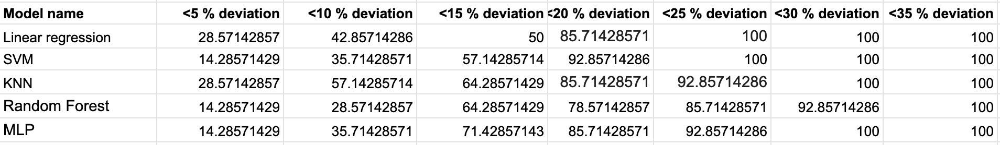 Model name <5 % deviation <10 % deviation <15 % deviation <20 % deviation <25 % deviation <30 % deviation <35 % deviation
Linear regression 28.57142857 42.85714286 50 85.71428571 100 100 100
SVM 14.28571429 35.71428571 57.14285714 92.85714286 100 100 100
KNN 28.57142857 57.14285714 64.28571429 85.71428571 92.85714286 100 100
Random Forest 14.28571429 28.57142857 64.28571429 78.57142857 85.71428571 92.85714286 100
MLP 14.28571429 35.71428571 71.42857143 85.71428571 92.85714286 100 100